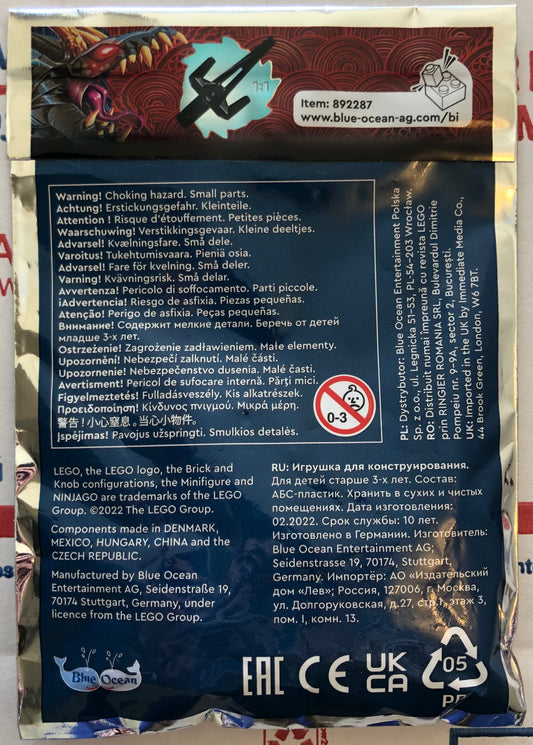 1:1
Item: 892287
www.blue-ocean-ag.com/bi
Warning! Choking hazard. Small parts.
Achtung! Erstickungsgefahr. Kleinteile.
Attention ! Risque d'étouffement. Petites pièces.
Waarschuwing! Verstikkingsgevaar. Kleine deeltjes.
Advarsel! Kvælningsfare. Små dele.
Varoitus! Tukehtumisvaara. Pieniä osia.
Advarsel! Fare for kvelning. Små deler.
Varning! Kvävningsrisk. Små delar.
Avvertenza! Pericolo di soffocamento. Parti piccole.
¡Advertencia! Riesgo de asfixia. Piezas pequeñas.
Atenção! Perigo de asfixia. Peças pequenas.
Внимание! Содержит мелкие детали. Беречь от детей
младше 3-х лет.
Ostrzeżenie! Zagrożenie zadławieniem. Małe elementy.
Upozornění! Nebezpečí zalknutí. Malé části.
Upozornenie! Nebezpečenstvo dusenia. Malé časti.
Avertisment! Pericol de sufocare internă. Părți mici.
Figyelmeztetés! Fulladásveszély. Kis alkatrészek.
Προειδοποίηση! Κίνδυνος πνιγμού. Μικρά μέρη.
警告！小心窒息。当心小物件。
Įspėjimas! Pavojus užspringti. Smulkios detalės.
0-3
PL: Dystrybutor: Blue Ocean Entertainment Polska
Sp. z o.o., ul. Legnicka 51-53, PL-54-203 Wrocław.
RO: Distribuit numai împreună cu revista LEGO
prin RINGIER ROMANIA SRL, Bulevardul Dimitrie
Pompeiu nr. 9-9A, sector 2, București.
UK: Imported in the UK by Immediate Media Co.,
44 Brook Green, London, W6 7BT.
LEGO, the LEGO logo, the Brick and
Knob configurations, the Minifigure and
NINJAGO are trademarks of the LEGO
Group. ©2022 The LEGO Group.
Components made in DENMARK,
MEXICO, HUNGARY, CHINA and the
CZECH REPUBLIC.
Manufactured by Blue Ocean
Entertainment AG, Seidenstraße 19,
70174 Stuttgart, Germany, under
licence from the LEGO Group.
RU: Игрушка для конструирования.
Для детей старше 3-х лет. Состав:
АБС-пластик. Хранить в сухих и чистых
помещениях. Дата изготовления:
02.2022. Срок службы: 10 лет.
Изготовлено в Германии. Изготовитель:
Blue Ocean Entertainment AG;
Seidenstrasse 19, 70174, Stuttgart,
Germany. Импортёр: АО «Издательский
дом «Лев»; Россия, 127006, г. Москва,
ул. Долгоруковская, д.27, стр.1, этаж 3,
пом. I, комн. 13.
Blue Ocean
EAC CE UK
CA
05